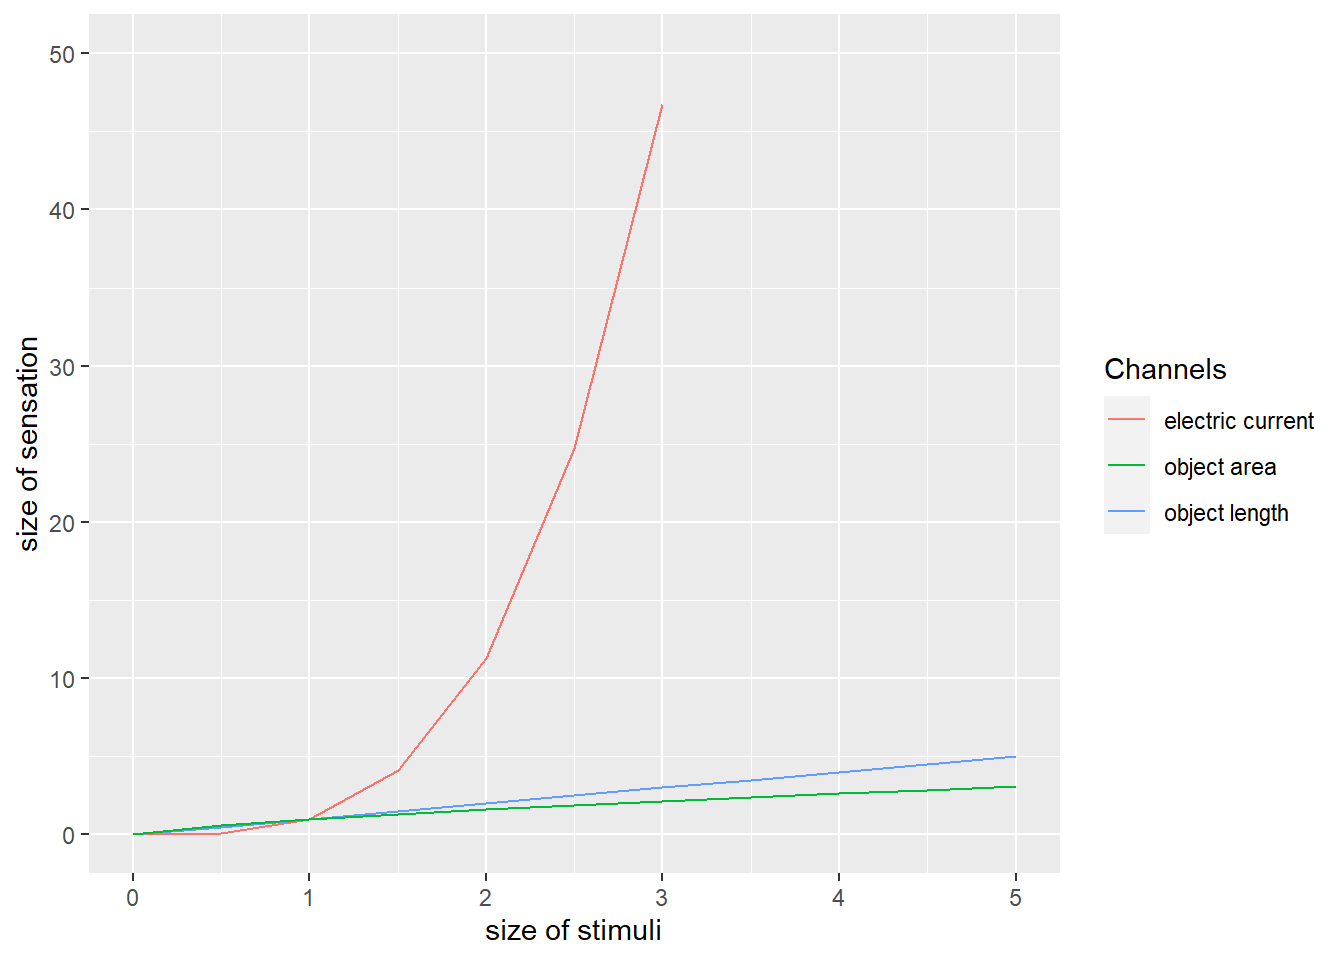 50
40
30
20
10
0
size of sensation
0 1 2 3 4 5
size of stimuli
Channels
electric current
object area
object length